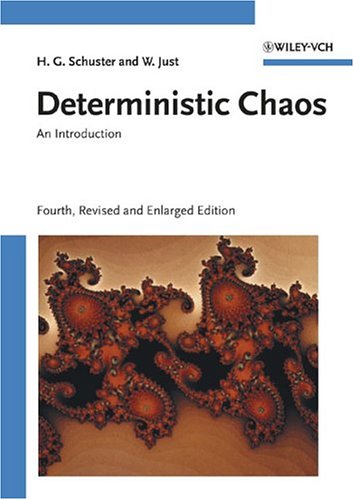 WILEY-VCH
H. G. Schuster and W. Just
Deterministic Chaos
An Introduction
Fourth, Revised and Enlarged Edition